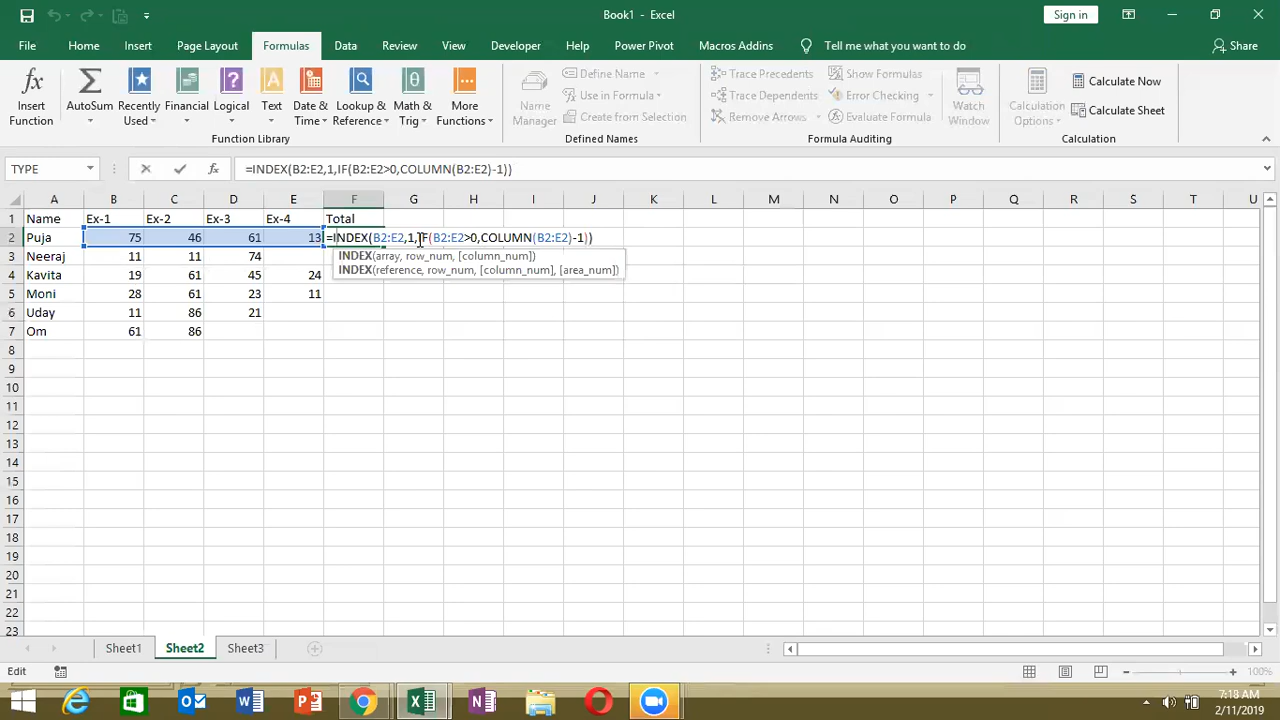 Book1 - Excel
Sign in
File Home Insert Page Layout Formulas Data Review View Developer Help Power Pivot Macros Addins Tell me what you want to do Share
Insert Function
AutoSum
Recently Used
Financial
Logical
Text
Date & Time
Lookup & Reference
Math & Trig
More Functions
Function Library
Name Manager
Define Name
Use in Formula
Create from Selection
Defined Names
Trace Precedents
Trace Dependents
Remove Arrows
Show Formulas
Error Checking
Evaluate Formula
Formula Auditing
Watch Window
Calculation Options
Calculate Now
Calculate Sheet
Calculation
TYPE =INDEX(B2:E2,1,IF(B2:E2>0,COLUMN(B2:E2)-1))
A B C D E F G H I J K L M N O P Q R S T U
1 Name Ex-1 Ex-2 Ex-3 Ex-4 Total
2 Puja 75 46 61 13 =INDEX(B2:E2,1,IF(B2:E2>0,COLUMN(B2:E2)-1))
INDEX(array, row_num, [column_num])
INDEX(reference, row_num, [column_num], [area_num])
3 Neeraj 11 11 74
4 Kavita 19 61 45 24
5 Moni 28 61 23 11
6 Uday 11 86 21
7 Om 61 86
8
9
10
11
12
13
14
15
16
17
18
19
20
21
22
23
Sheet1 Sheet2 Sheet3
Edit
7:18 AM
2/11/2019